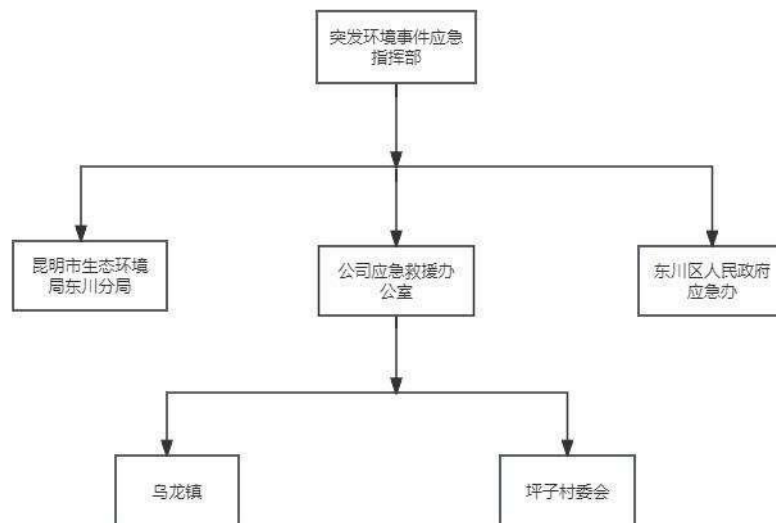 突发环境事件应急
指挥部
昆明市生态环境
局东川分局
公司应急救援办
公室
东川区人民政府
应急办
乌龙镇
坪子村委会